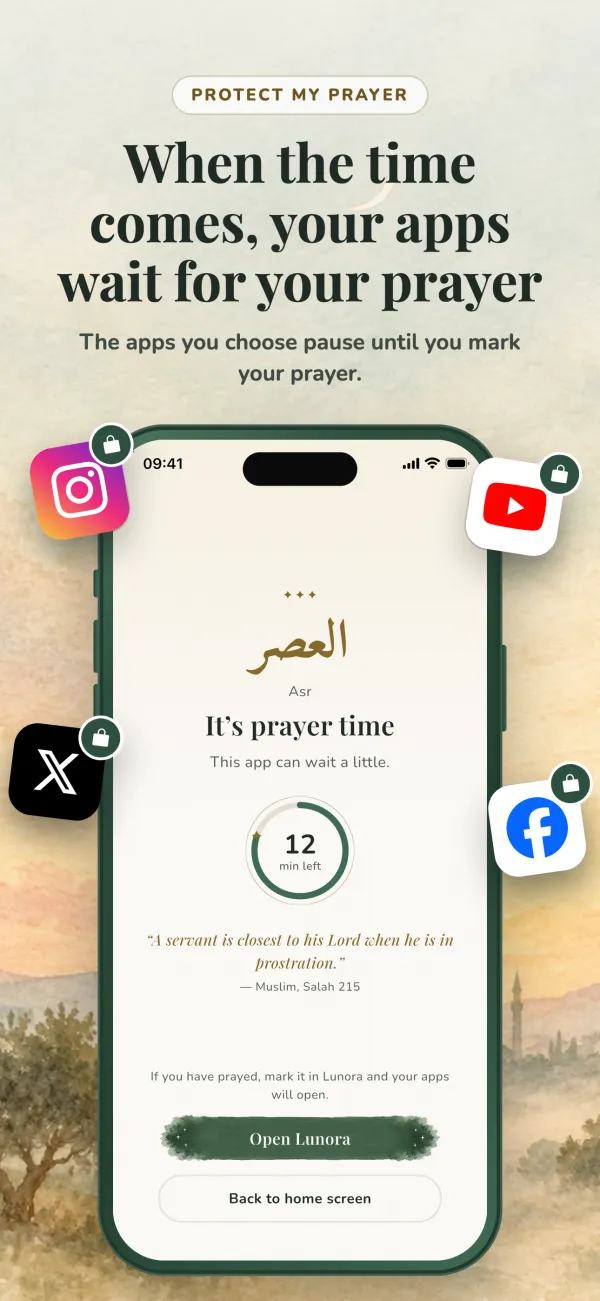 PROTECT MY PRAYER
When the time
comes, your apps
wait for your prayer
The apps you choose pause until you mark
your prayer.
09:41
العصر
Asr
It’s prayer time
This app can wait a little.
12
min left
“A servant is closest to his Lord when he is in
prostration.”
— Muslim, Salah 215
If you have prayed, mark it in Lunora and your apps
will open.
Open Lunora
Back to home screen